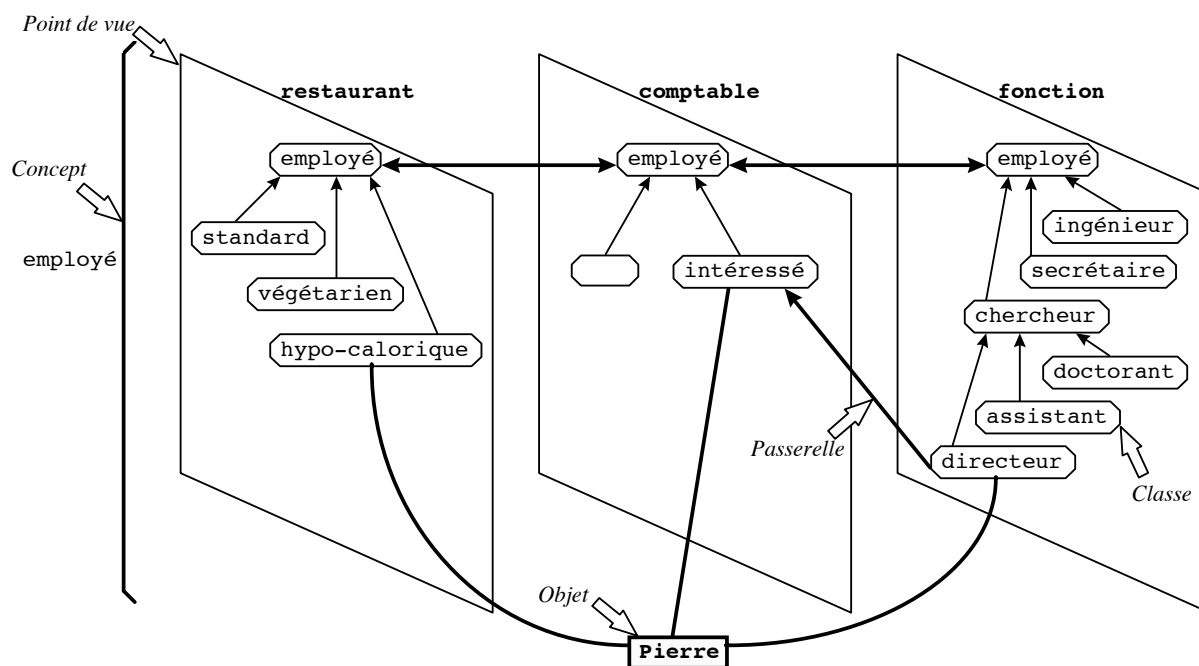 Point de vue
restaurant
comptable
fonction
employé
employé
employé
Concept
standard
ingénieur
employé
intéressé
secrétaire
végétarien
chercheur
hypo-calorique
doctorant
assistant
Passerelle
directeur
Classe
Objet
Pierre